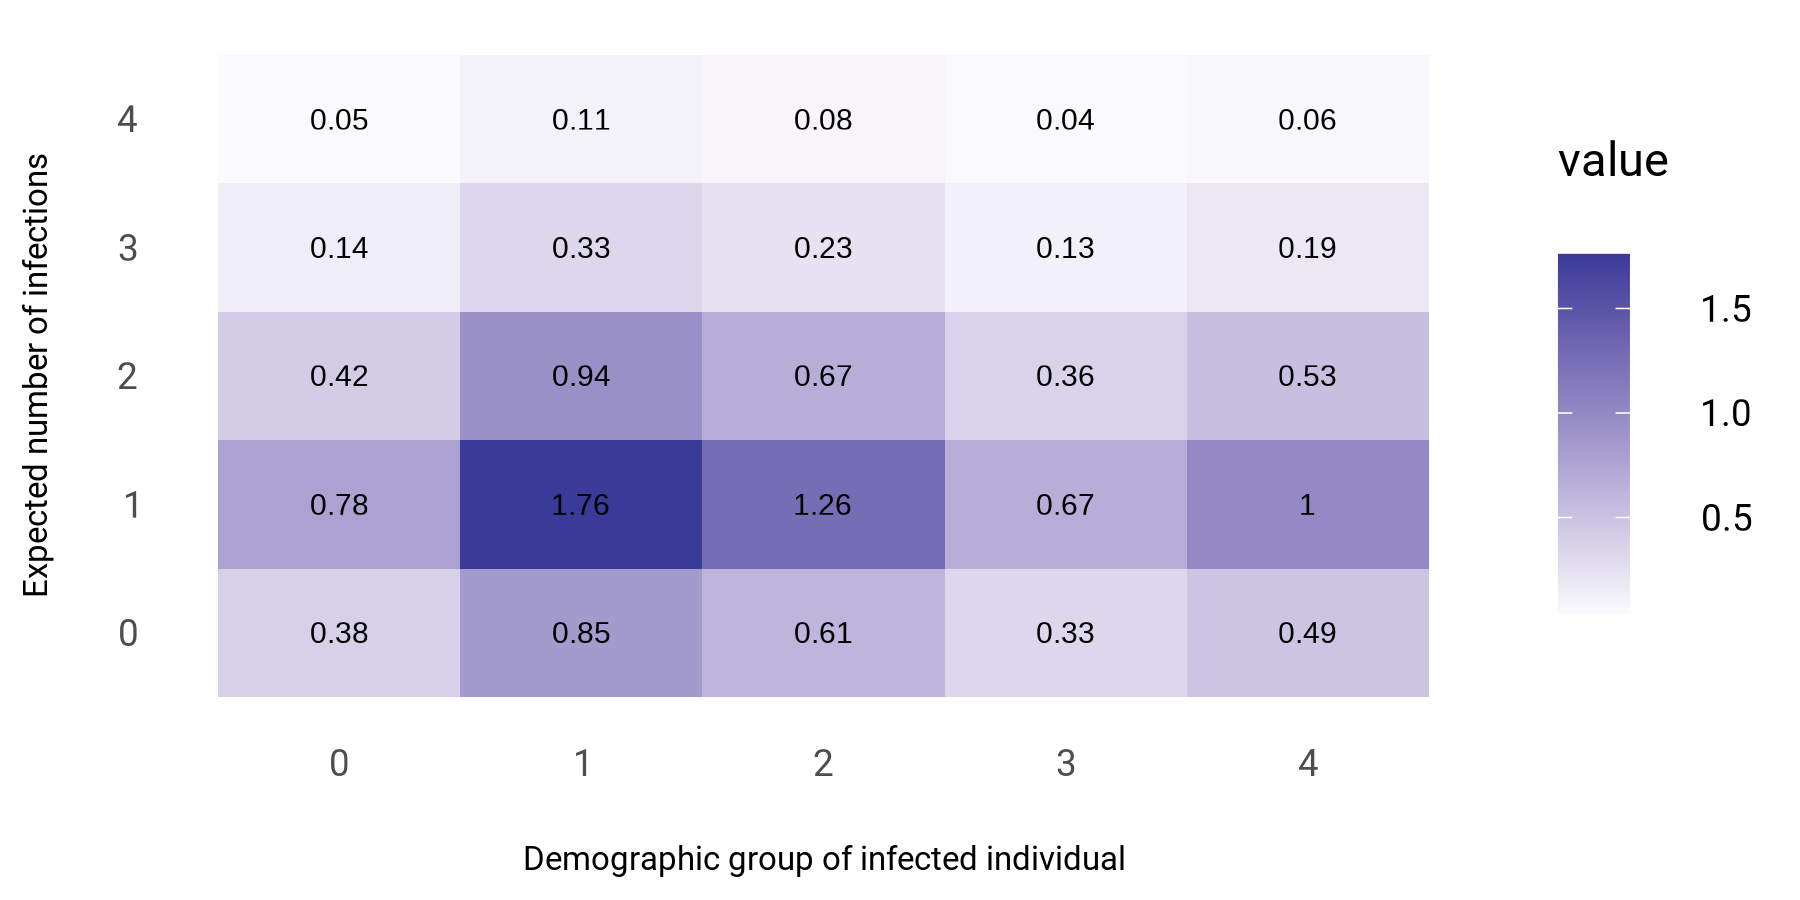 Expected number of infections
4 0.05 0.11 0.08 0.04 0.06
3 0.14 0.33 0.23 0.13 0.19
2 0.42 0.94 0.67 0.36 0.53
1 0.78 1.76 1.26 0.67 1
0 0.38 0.85 0.61 0.33 0.49
0 1 2 3 4
Demographic group of infected individual
value
1.5
1.0
0.5